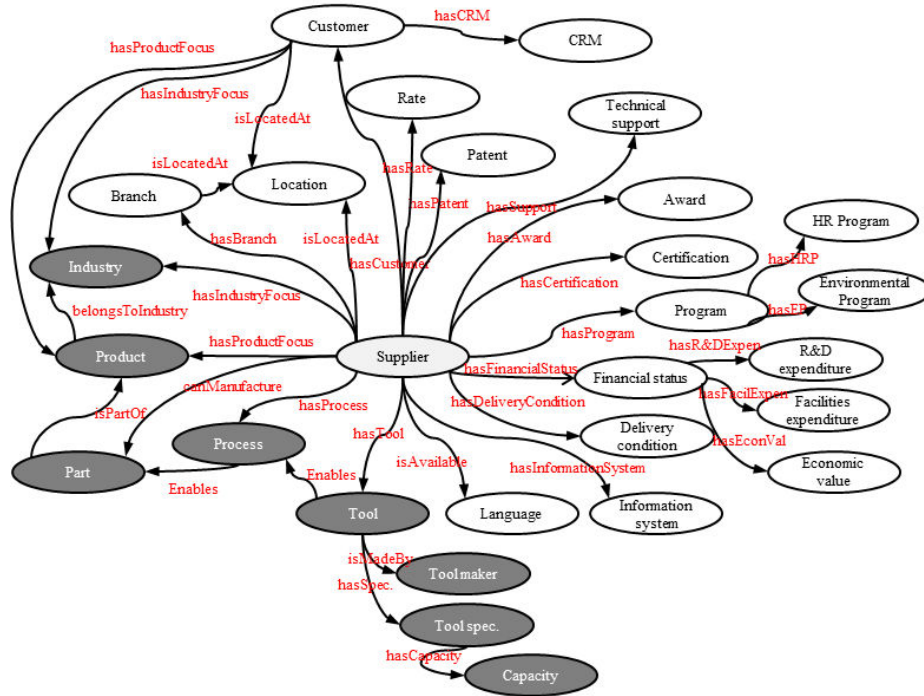 hasCRM
Customer
CRM
hasProductFocus
hasIndustryFocus
Rate
Technical
support
isLocatedAt
Patent
isLocatedAt
hasRate
Branch
Location
hasPatent
hasSupport
Award
HR Program
hasBranch
isLocatedAt
hasAward
hasCustomer
Certification
hasHRP
Industry
hasCertification
Environmental
Program
hasIndustryFocus
Program
hasEP
belongsToIndustry
hasProgram
hasProductFocus
hasR&DExpen
Product
Supplier
R&D
expenditure
hasFinancialStatus
Financial status
canManufacture
hasFacilExpen
isPartOf
hasProcess
hasDeliveryCondition
Facilities
expenditure
Process
hasTool
Delivery
condition
hasEconVal
Part
Enables
isAvailable
hasInformationSystem
Economic
value
Enables
Tool
Language
Information
system
isMadeBy
Tool maker
hasSpec.
Tool spec.
hasCapacity
Capacity